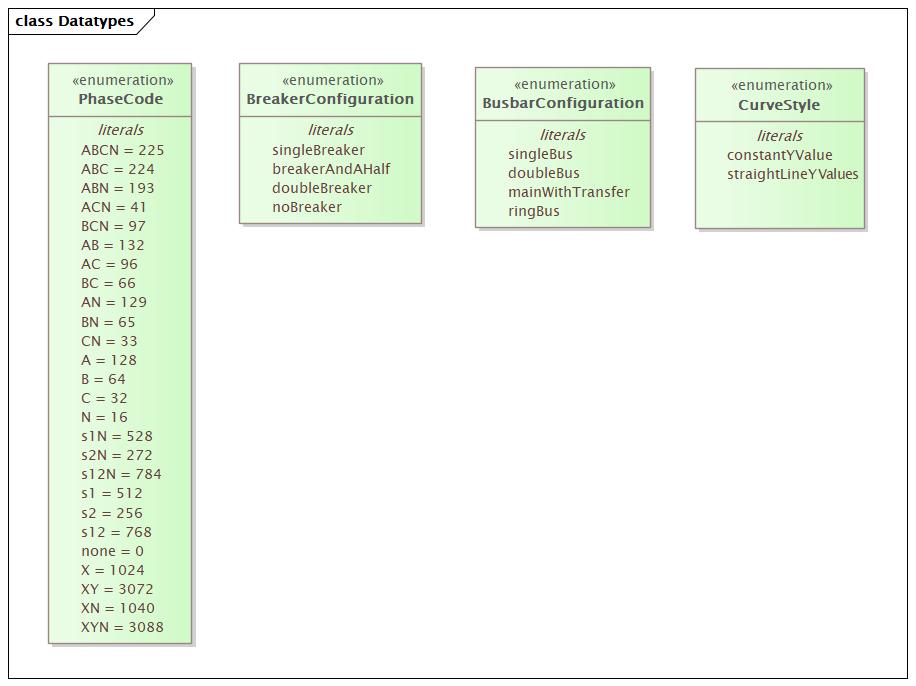 class Datatypes
«enumeration»
PhaseCode
literals
ABCN = 225
ABC = 224
ABN = 193
ACN = 41
BCN = 97
AB = 132
AC = 96
BC = 66
AN = 129
BN = 65
CN = 33
A = 128
B = 64
C = 32
N = 16
s1N = 528
s2N = 272
s12N = 784
s1 = 512
s2 = 256
s12 = 768
none = 0
X = 1024
XY = 3072
XN = 1040
XYN = 3088
«enumeration»
BreakerConfiguration
literals
singleBreaker
breakerAndAHalf
doubleBreaker
noBreaker
«enumeration»
BusbarConfiguration
literals
singleBus
doubleBus
mainWithTransfer
ringBus
«enumeration»
CurveStyle
literals
constantYValue
straightLineYValues